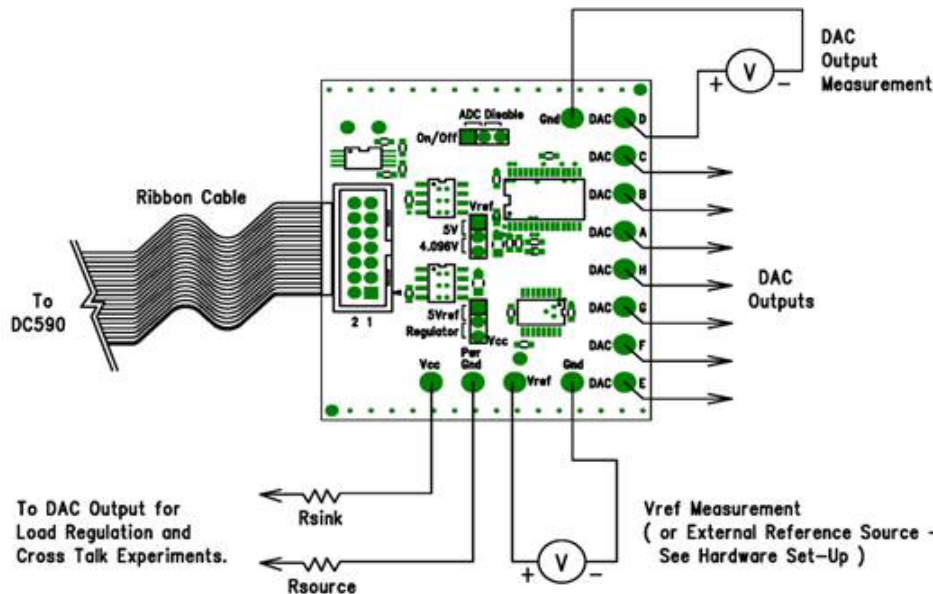 DAC
Output
Measurement
+ V -
ADC Disable
On/Off
Gnd
DAC D
DAC C
DAC B
DAC A
DAC H
DAC G
DAC F
DAC E
Ribbon Cable
Vref
5V
4.096V
To
DC590
DAC
Outputs
2 1
5Vref
Regulator
Vcc
Vcc
Pwr
Gnd
Vref
Gnd
To DAC Output for
Load Regulation and
Cross Talk Experiments.
Rsink
Rsource
+ V -
Vref Measurement
( or External Reference Source -
See Hardware Set-Up )